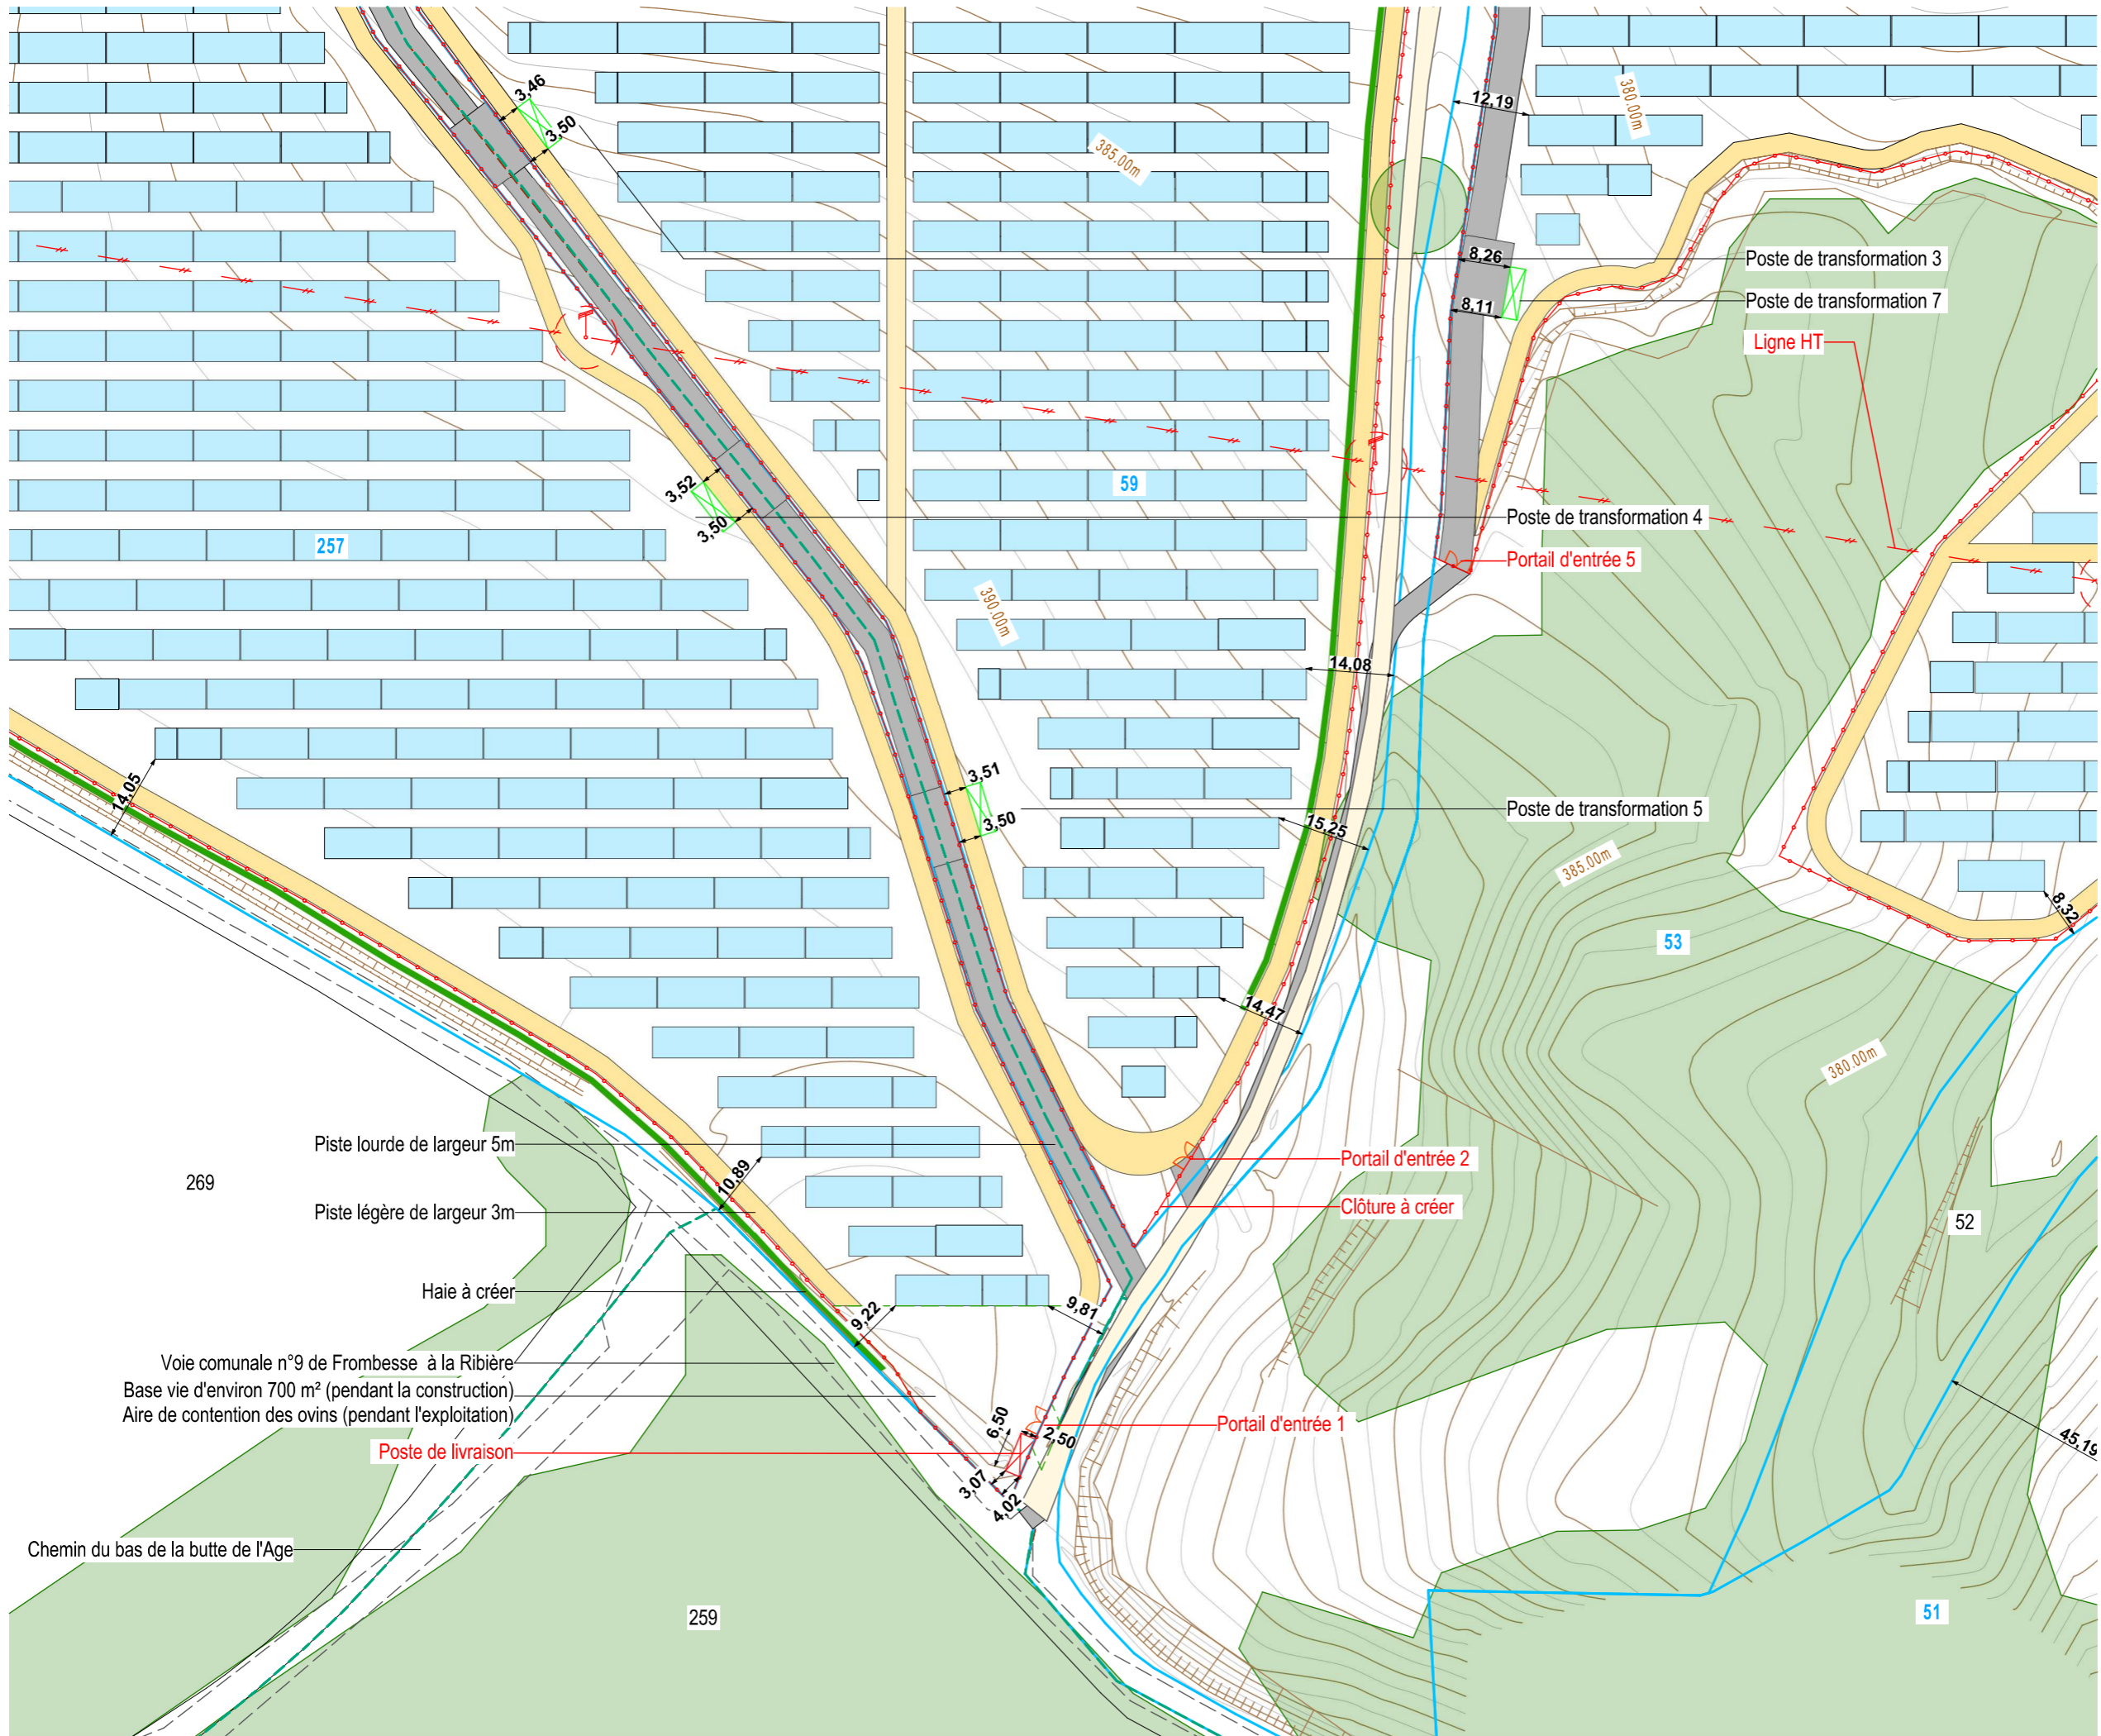 3,46
3,50
12,19
380.00m
385.00m
8,26
Poste de transformation 3
Poste de transformation 7
8,11
Ligne HT
3,52
59
3,50
Poste de transformation 4
257
Portail d'entrée 5
390.00m
14,08
14,05
3,51
3,50
Poste de transformation 5
15,25
385.00m
8,32
53
14,47
380.00m
Piste lourde de largeur 5m
10,89
Portail d'entrée 2
269
Piste légère de largeur 3m
Clôture à créer
52
Haie à créer
9,22
9,81
Voie comunale n°9 de Frombesse à la Ribière
Base vie d'environ 700 m² (pendant la construction)
Aire de contention des ovins (pendant l'exploitation)
6,50
2,50
Portail d'entrée 1
45,19
Poste de livraison
3,07
4,02
Chemin du bas de la butte de l'Age
259
51